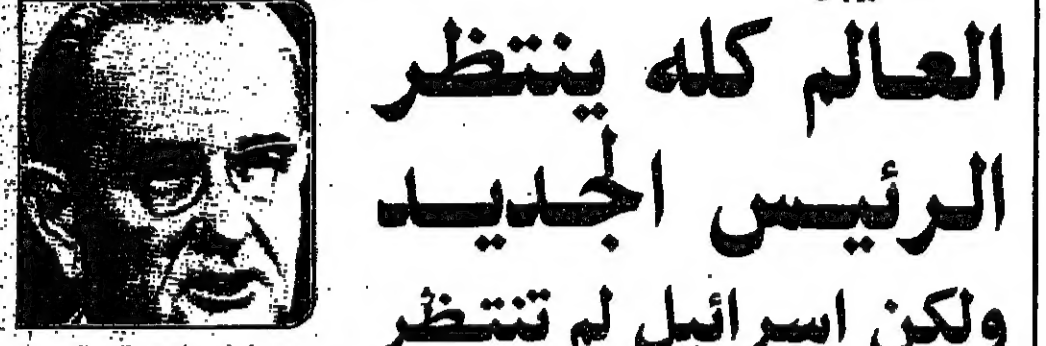 العالم كله ينتظر
الرئيس الجديد
ولكن اسرائيل لم تنتظر